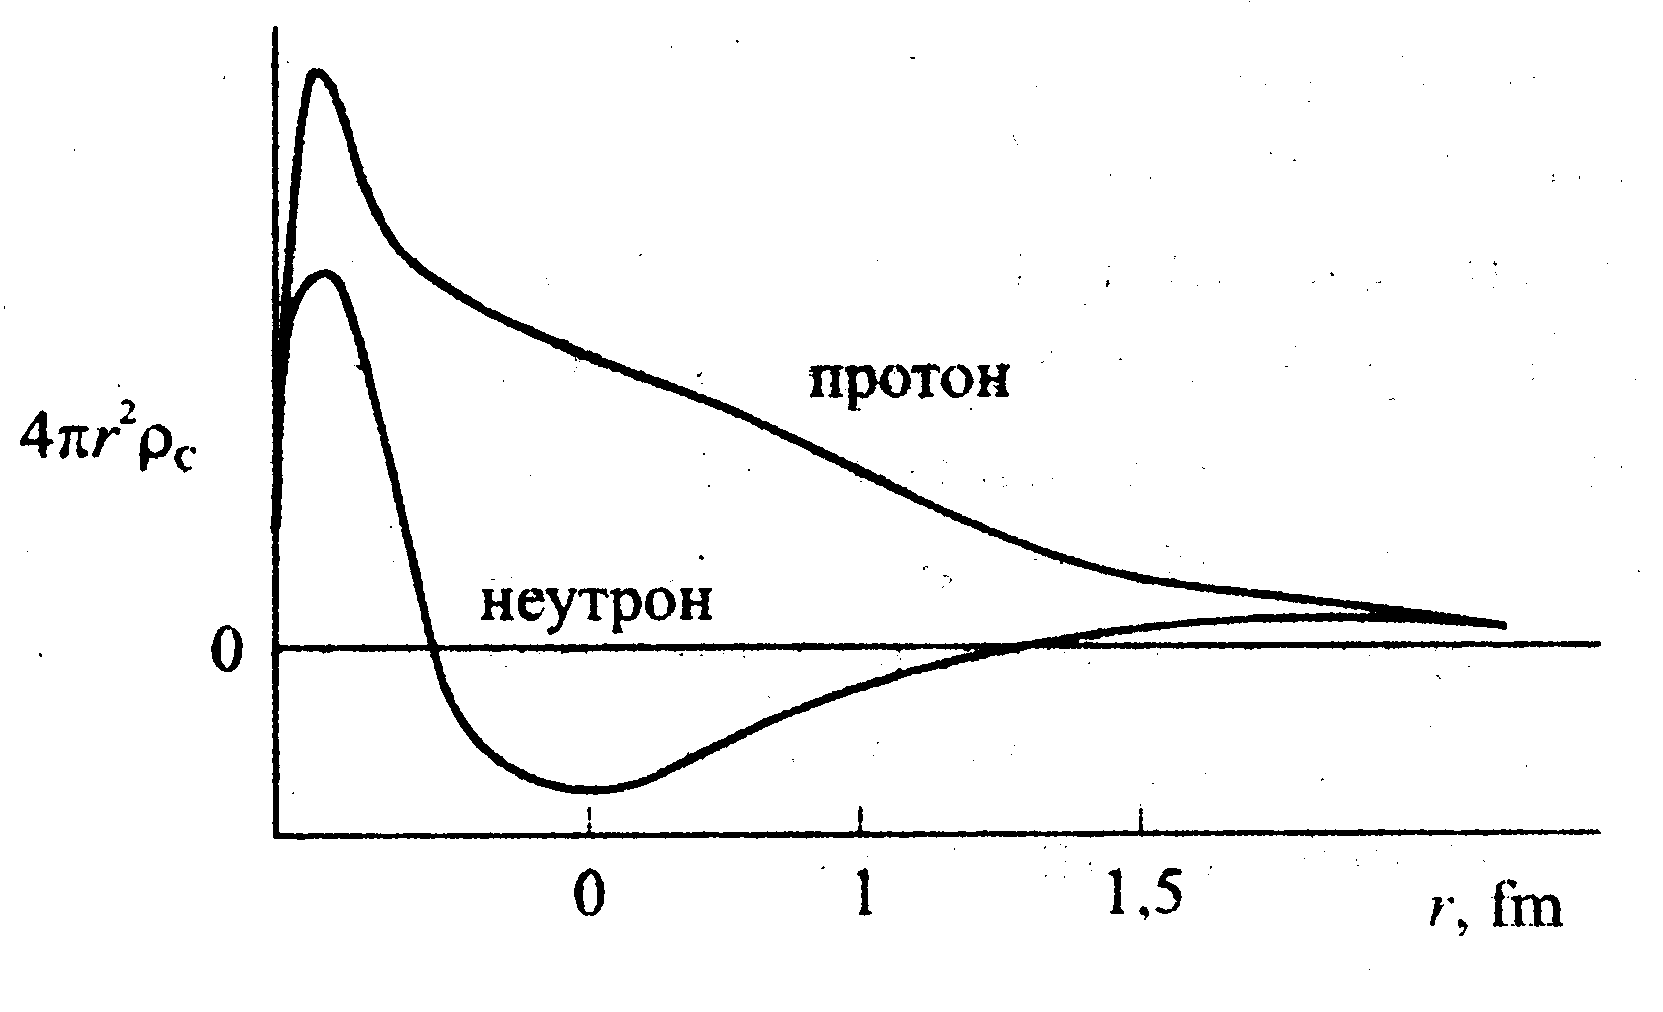 протон
4πr²ρc
неутрон
0
0 1 1,5 r, fm